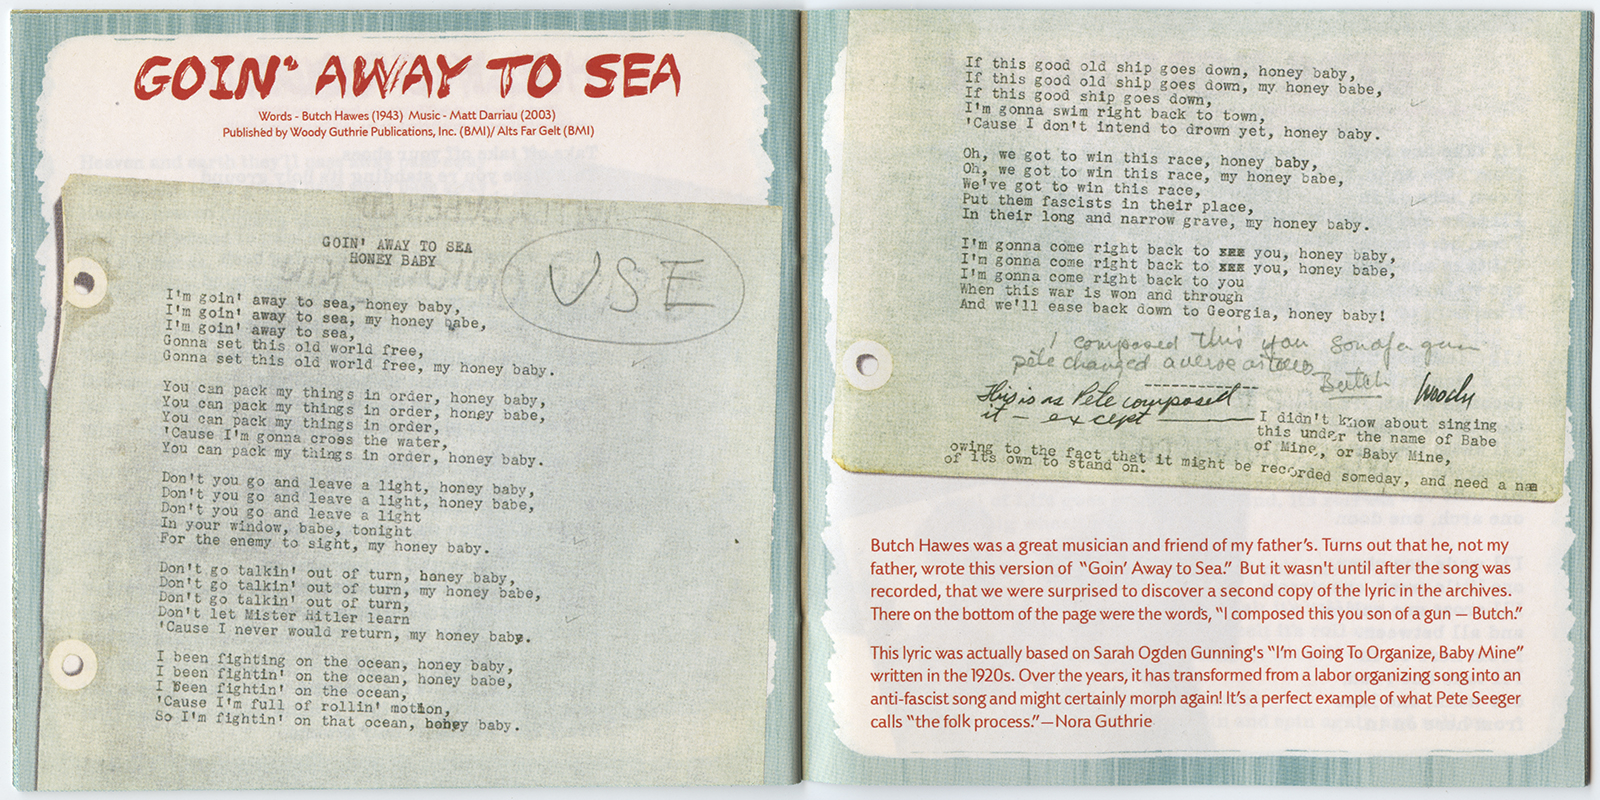 GOIN' AWAY TO SEA
Words - Butch Hawes (1943) Music - Matt Darriau (2003)
Published by Woody Guthrie Publications, Inc. (BMI)/ Alts Far Gelt (BMI)
GOIN' AWAY TO SEA
HONEY BABY
USE
I'm goin' away to sea, honey baby,
I'm goin' away to sea, my honey babe,
I'm goin' away to sea,
Gonna set this old world free,
Gonna set this old world free, my honey baby.
You can pack my things in order, honey baby,
You can pack my things in order, honey babe,
You can pack my things in order,
'Cause I'm gonna cross the water,
You can pack my things in order, honey baby.
Don't you go and leave a light, honey baby,
Don't you go and leave a light, honey babe,
Don't you go and leave a light
In your window, babe, tonight
For the enemy to sight, my honey baby.
Don't go talkin' out of turn, honey baby,
Don't go talkin' out of turn, my honey babe,
Don't go talkin' out of turn,
Don't let Mister Hitler learn
'Cause I never would return, my honey baby.
I been fighting on the ocean, honey baby,
I been fightin' on the ocean, honey babe,
I Been fightin' on the ocean,
'Cause I'm full of rollin' motion,
So I'm fightin' on that ocean, honey baby.
If this good old ship goes down, honey baby,
If this good old ship goes down, my honey babe,
If this good ship goes down,
I'm gonna swim right back to town,
'Cause I don't intend to drown yet, honey baby.
Oh, we got to win this race, honey baby,
Oh, we got to win this race, my honey babe,
We've got to win this race,
Put them fascists in their place,
In their long and narrow grave, my honey baby.
I'm gonna come right back to xxx you, honey baby,
I'm gonna come right back to xxx you, honey babe,
I'm gonna come right back to you
When this war is won and through
And we'll ease back down to Georgia, honey baby!
I composed this you sonofa gun
pete changed a verse
Butch
Woody
This is as Pete composed
it - except
I didn't know about singing
this under the name of Babe
of Mine, or Baby Mine,
owing to the fact that it might be recorded someday, and need a
of its own to stand on.
Butch Hawes was a great musician and friend of my father's. Turns out that he, not my
father, wrote this version of "Goin' Away to Sea." But it wasn't until after the song was
recorded, that we were surprised to discover a second copy of the lyric in the archives.
There on the bottom of the page were the words, "I composed this you son of a gun — Butch."
This lyric was actually based on Sarah Ogden Gunning's "I'm Going To Organize, Baby Mine"
written in the 1920s. Over the years, it has transformed from a labor organizing song into an
anti-fascist song and might certainly morph again! It's a perfect example of what Pete Seeger
calls "the folk process."—Nora Guthrie